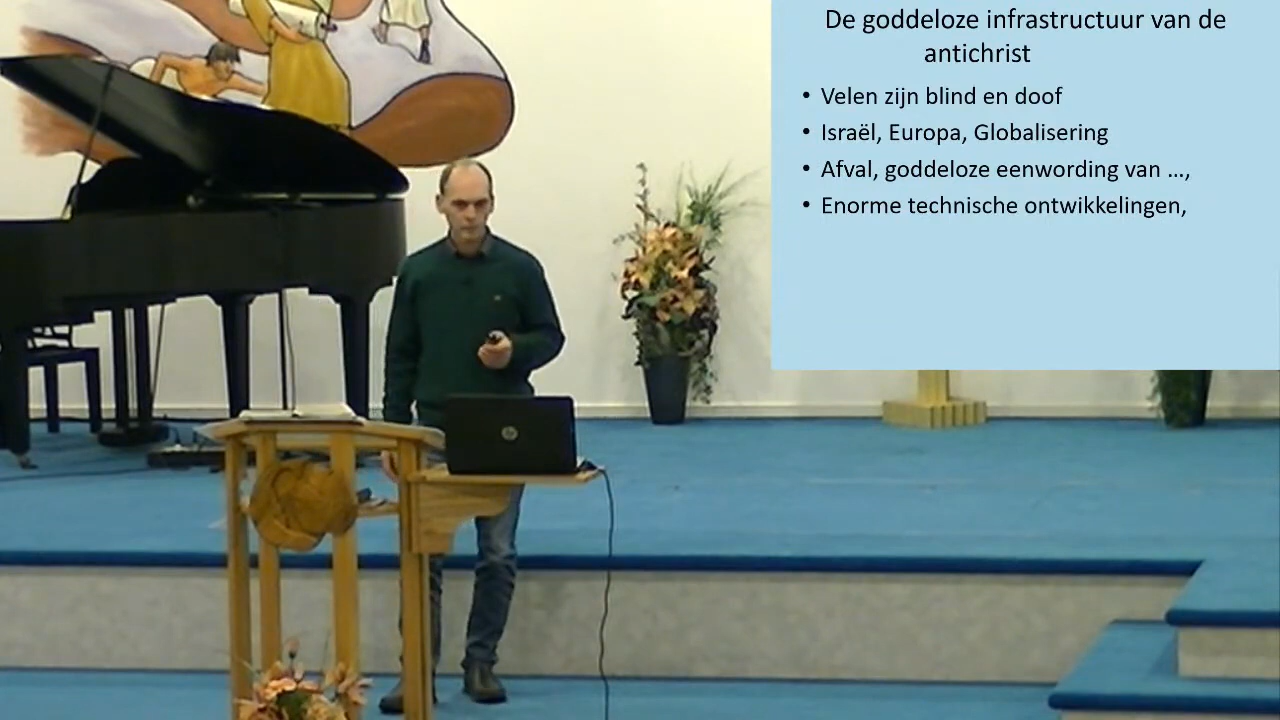 De goddeloze infrastructuur van de
antichrist
• Velen zijn blind en doof
• Israël, Europa, Globalisering
• Afval, goddeloze eenwording van ...,
• Enorme technische ontwikkelingen,
hp